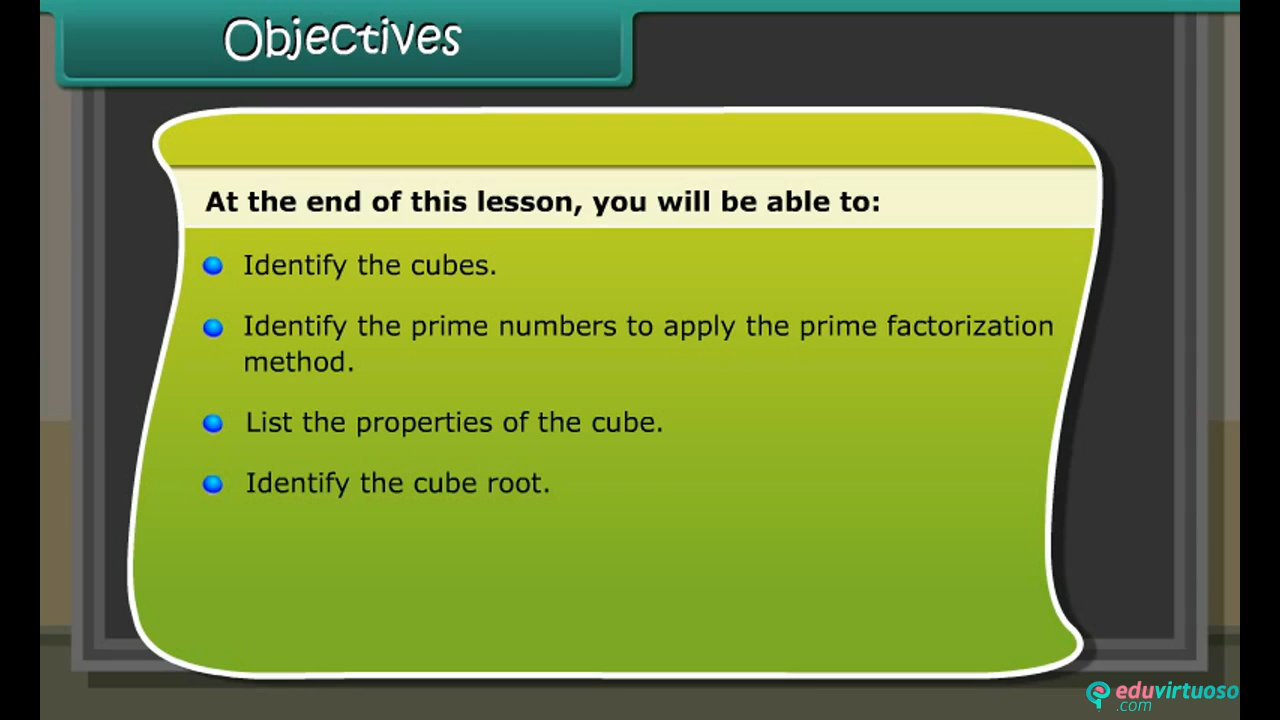 Objectives
At the end of this lesson, you will be able to:
Identify the cubes.
Identify the prime numbers to apply the prime factorization
method.
List the properties of the cube.
Identify the cube root.
eduvirtuoso
.com